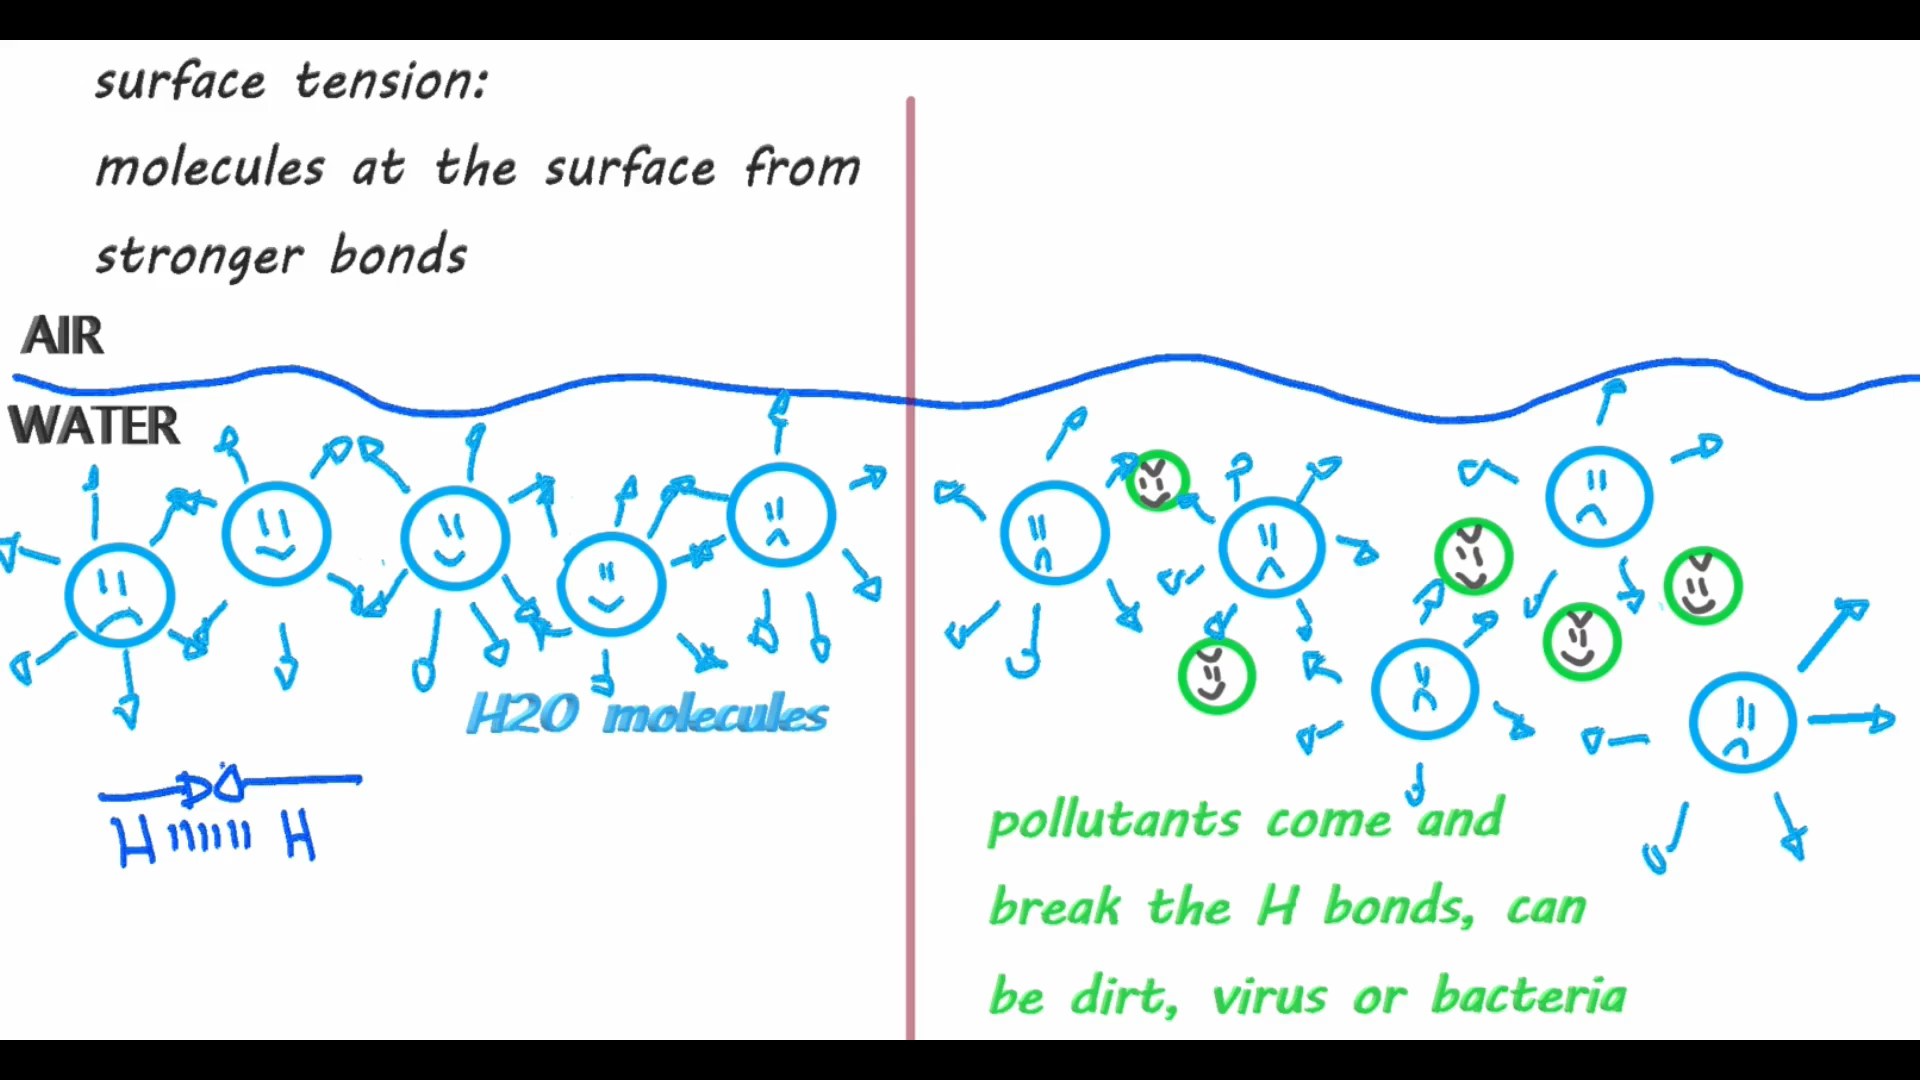 surface tension:
molecules at the surface from
stronger bonds
AIR
WATER
H2O molecules
H H
pollutants come and
break the H bonds, can
be dirt, virus or bacteria